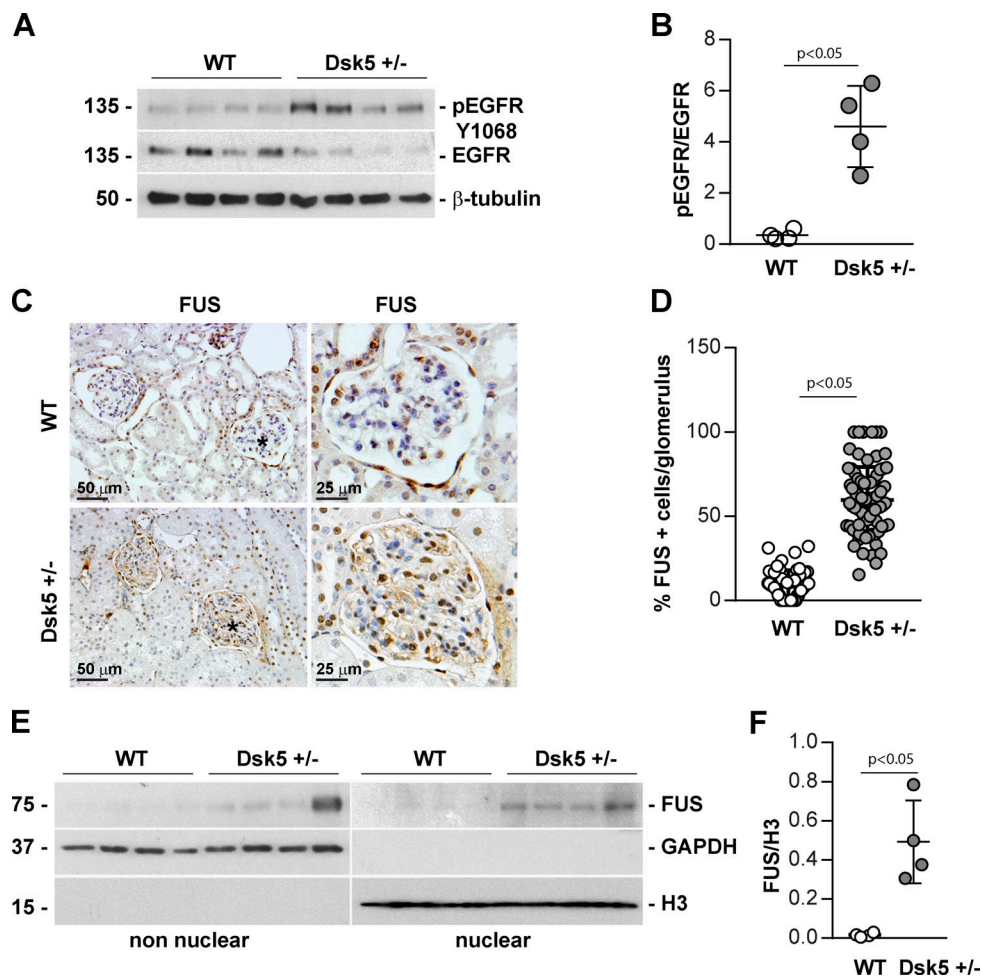 A
WT Dsk5 +/-
135 - - pEGFR
Y1068
135 - - EGFR
50 - - β-tubulin
B
8
6
4
2
0
pEGFR/EGFR
p<0.05
WT Dsk5 +/-
C
FUS FUS
WT
*
50 μm 25 μm
Dsk5 +/-
*
50 μm 25 μm
D
150
100
50
0
% FUS + cells/glomerulus
p<0.05
WT Dsk5 +/-
E
WT Dsk5 +/- WT Dsk5 +/-
75 - - FUS
37 - - GAPDH
15 - - H3
non nuclear nuclear
F
1.0
0.8
0.6
0.4
0.2
0.0
FUS/H3
p<0.05
WT Dsk5 +/-